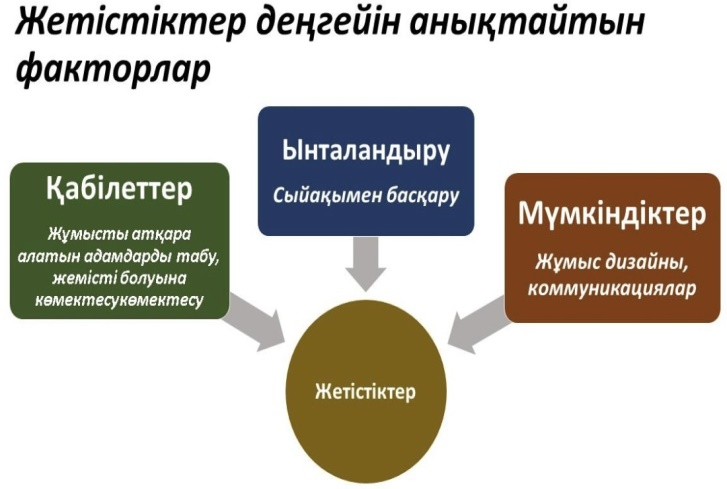 Жетістіктер деңгейін анықтайтын
факторлар
Қабілеттер
Жұмысты атқара
алатын адамдарды табу,
жемісті болуына
көмектесукөмектесу
Ынталандыру
Сыйақымен басқару
Мүмкіндіктер
Жұмыс дизайны,
коммуникациялар
Жетістіктер